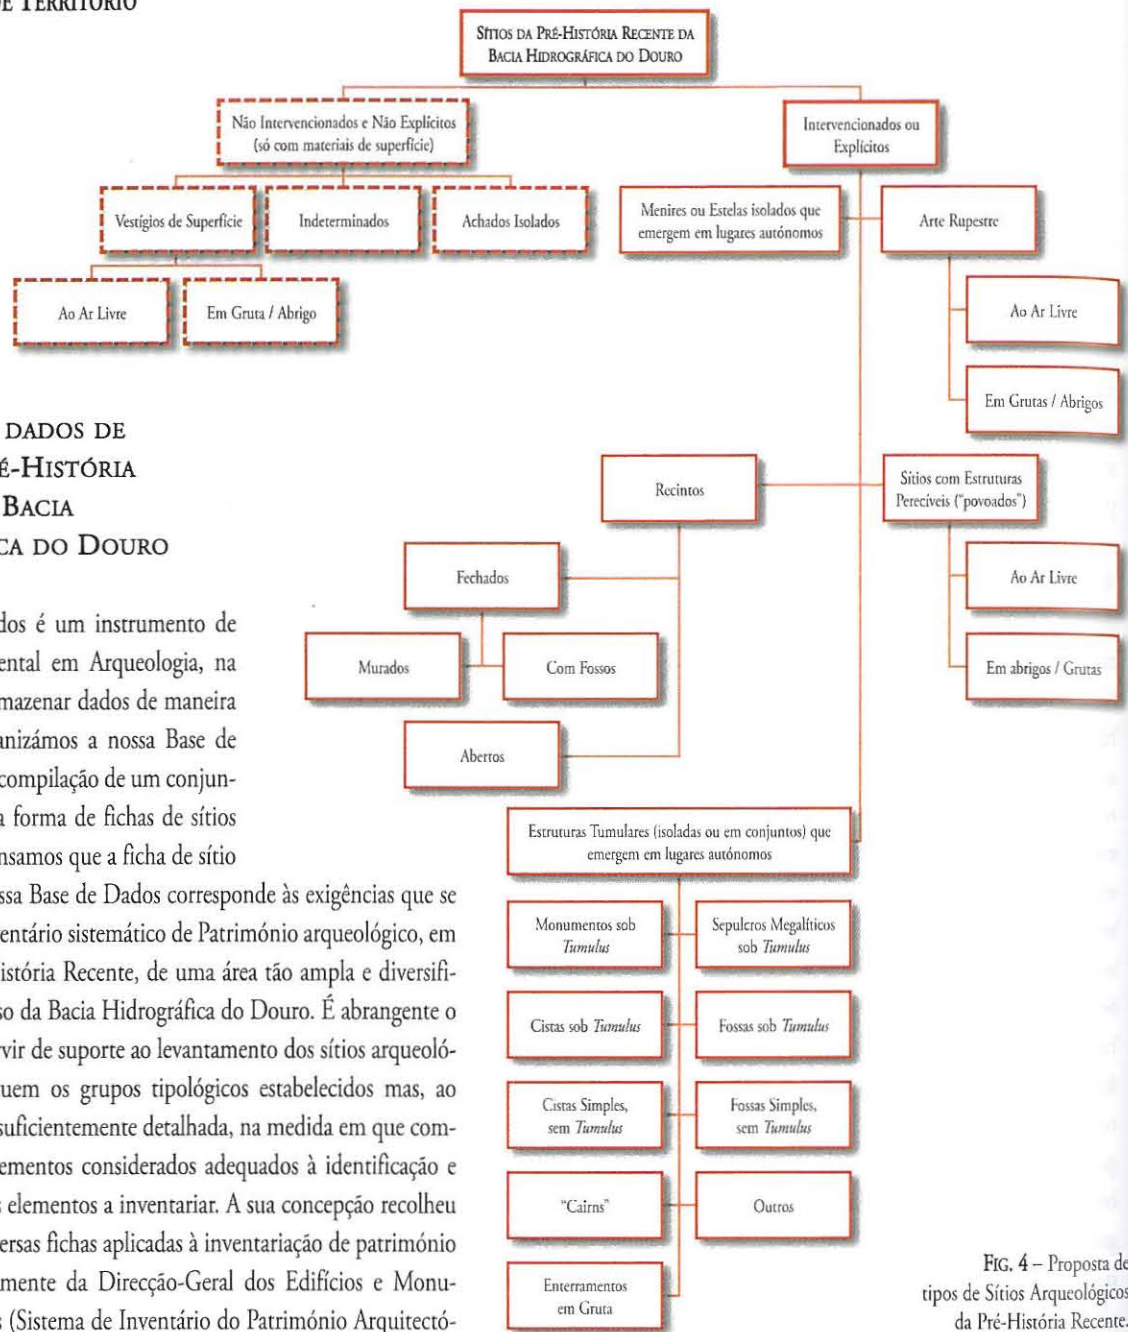 DE TERRITÓRIO
SÍTIOS DA PRÉ-HISTÓRIA RECENTE DA
BACIA HIDROGRÁFICA DO DOURO
Não Intervencionados e Não Explícitos
(só com materiais de superfície)
Intervencionados ou
Explícitos
Vestígios de Superfície
Indeterminados
Achados Isolados
Menires ou Estelas isolados que
emergem em lugares autónomos
Arte Rupestre
Ao Ar Livre
Em Gruta / Abrigo
Ao Ar Livre
Em Grutas / Abrigos
DADOS DE
É-HISTÓRIA
BACIA
CA DO DOURO
Recintos
Sítios com Estruturas
Perecíveis ("povoados")
Fechados
Ao Ar Livre
Murados
Com Fossos
Em abrigos / Grutas
Abertos
Estruturas Tumulares (isoladas ou em conjuntos) que
emergem em lugares autónomos
Monumentos sob
Tumulus
Sepulcros Megalíticos
sob Tumulus
Cistas sob Tumulus
Fossas sob Tumulus
Cistas Simples,
sem Tumulus
Fossas Simples,
sem Tumulus
"Cairns"
Outros
Enterramentos
em Gruta
dos é um instrumento de
ental em Arqueologia, na
mazenar dados de maneira
anizámos a nossa Base de
compilação de um conjun-
a forma de fichas de sítios
nsamos que a ficha de sítio
ssa Base de Dados corresponde às exigências que se
entário sistemático de Património arqueológico, em
istória Recente, de uma área tão ampla e diversifi-
so da Bacia Hidrográfica do Douro. É abrangente o
rvir de suporte ao levantamento dos sítios arqueoló-
uem os grupos tipológicos estabelecidos mas, ao
suficientemente detalhada, na medida em que com-
ementos considerados adequados à identificação e
s elementos a inventariar. A sua concepção recolheu
ersas fichas aplicadas à inventariação de património
mente da Direcção-Geral dos Edifícios e Monu-
s (Sistema de Inventário do Património Arquitectó-
FIG. 4 – Proposta de
tipos de Sítios Arqueológicos
da Pré-História Recente.